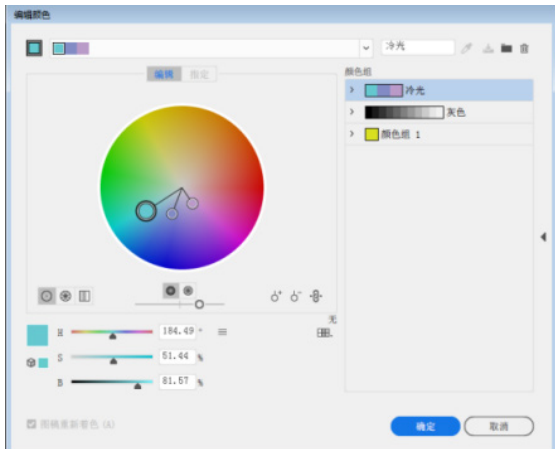 编辑颜色
冷光
编辑 指定
颜色组
冷光
灰色
颜色组 1
无
H 184.49 °
S 51.44 %
B 81.57 %
图稿重新着色 (A)
确定 取消